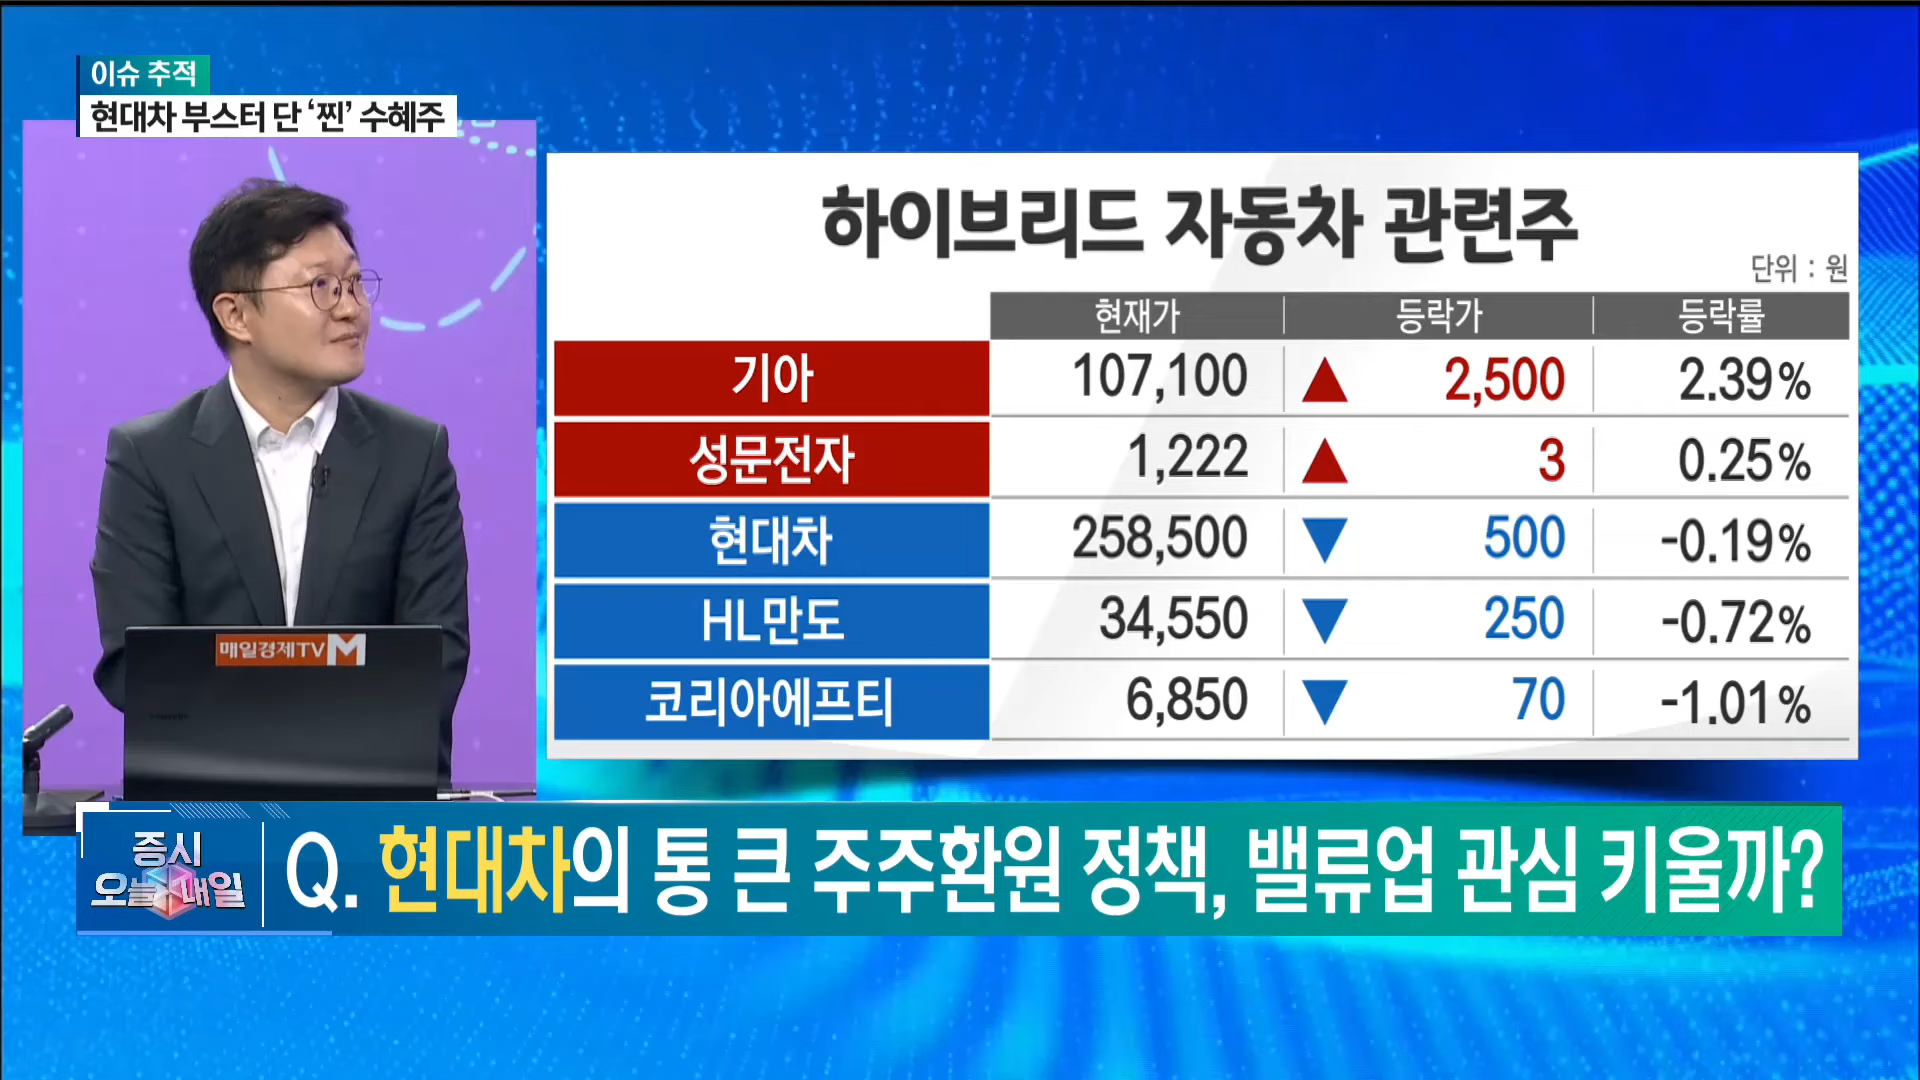 이슈 추적
현대차 부스터 단 ‘찐’ 수혜주
하이브리드 자동차 관련주
단위 : 원
현재가 등락가 등락률
기아 107,100 ▲ 2,500 2.39%
성문전자 1,222 ▲ 3 0.25%
현대차 258,500 ▼ 500 -0.19%
HL만도 34,550 ▼ 250 -0.72%
코리아에프티 6,850 ▼ 70 -1.01%
매일경제TV M
증시
오늘 매일
Q. 현대차의 통 큰 주주환원 정책, 밸류업 관심 키울까?